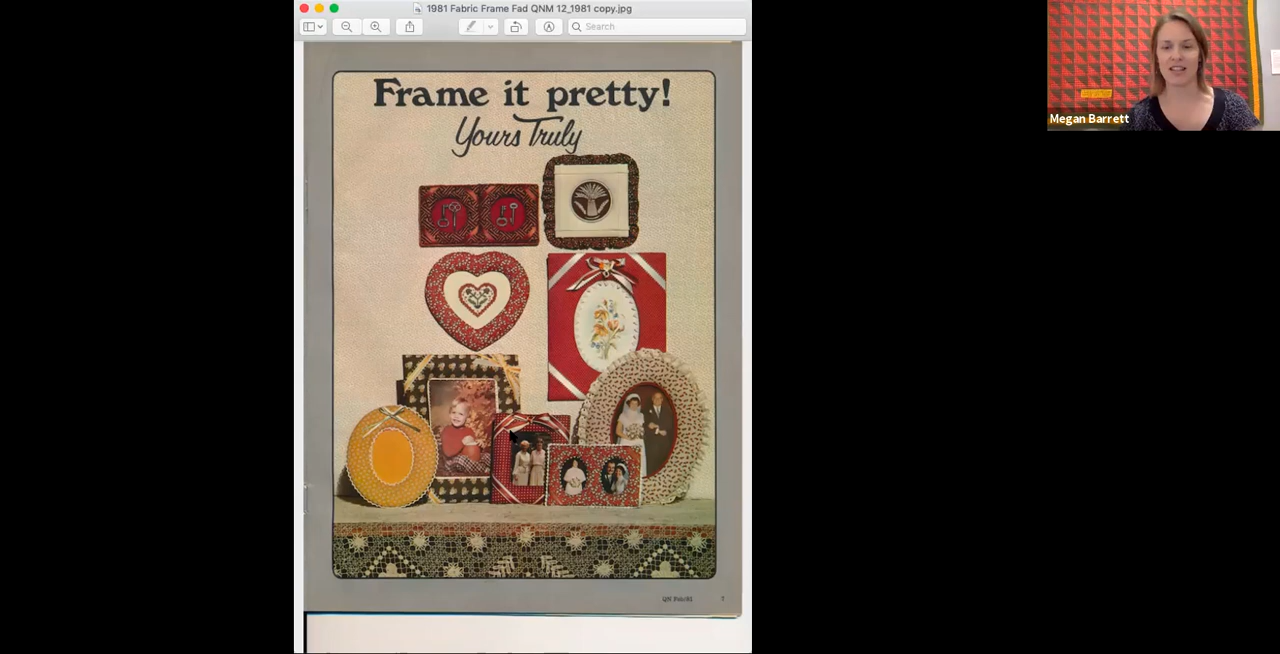 1981 Fabric Frame Fad QNM 12_1981 copy.jpg
Search
Frame it pretty!
Yours Truly
Megan Barrett